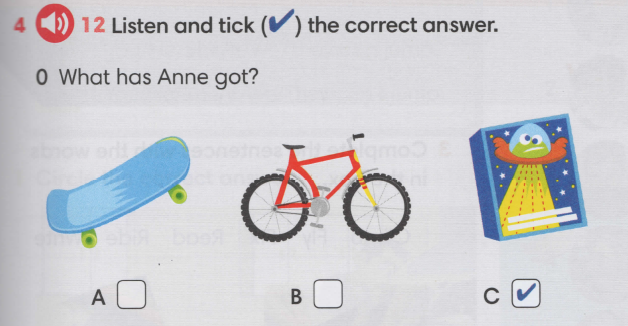 4 12 Listen and tick (✔) the correct answer.
0 What has Anne got?
A B C ✔